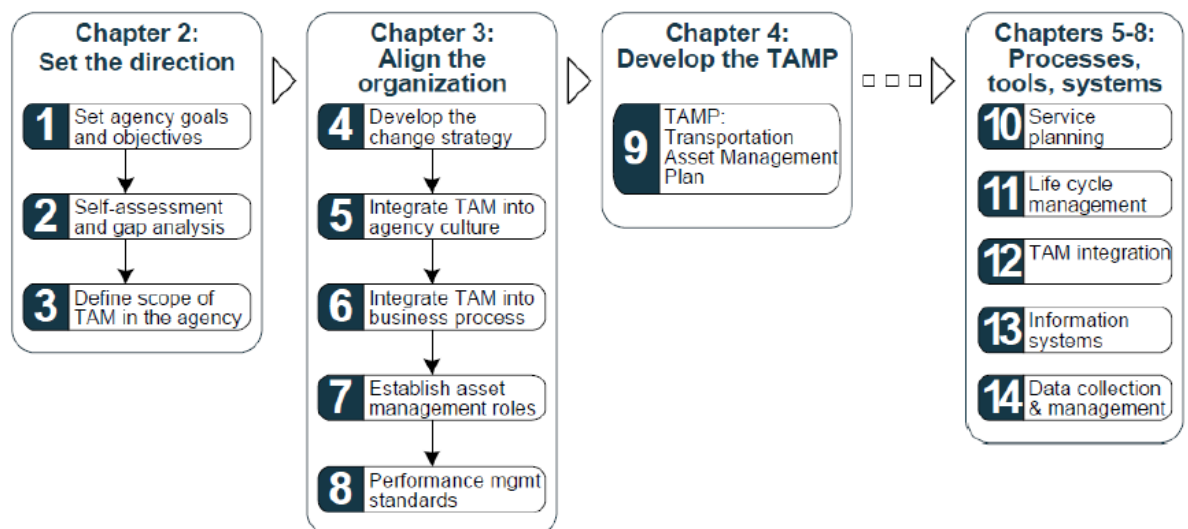 Chapter 2:
Set the direction
1
Set agency goals
and objectives
2
Self-assessment
and gap analysis
3
Define scope of
TAM in the agency
Chapter 3:
Align the
organization
4
Develop the
change strategy
5
Integrate TAM into
agency culture
6
Integrate TAM into
business process
7
Establish asset
management roles
8
Performance mgmt
standards
Chapter 4:
Develop the TAMP
9
TAMP:
Transportation
Asset Management
Plan
Chapters 5-8:
Processes,
tools, systems
10
Service
planning
11
Life cycle
management
12
TAM integration
13
Information
systems
14
Data collection
& management